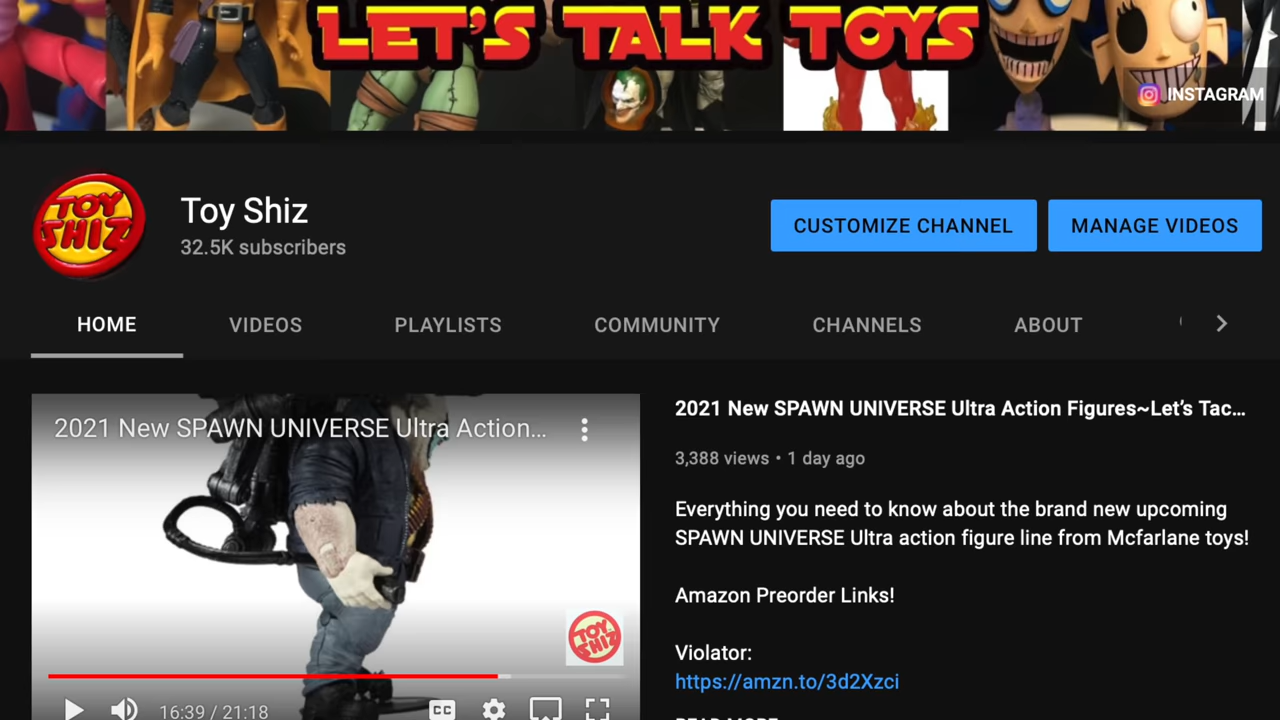 LET'S TALK TOYS
INSTAGRAM
TOY
SHIZ
Toy Shiz
32.5K subscribers
CUSTOMIZE CHANNEL
MANAGE VIDEOS
HOME
VIDEOS
PLAYLISTS
COMMUNITY
CHANNELS
ABOUT
2021 New SPAWN UNIVERSE Ultra Action...
TOY
SHIZ
CC
16:39 / 21:18
2021 New SPAWN UNIVERSE Ultra Action Figures~Let’s Tac...
3,388 views • 1 day ago
Everything you need to know about the brand new upcoming
SPAWN UNIVERSE Ultra action figure line from Mcfarlane toys!
Amazon Preorder Links!
Violator:
https://amzn.to/3d2Xzci
READ MORE